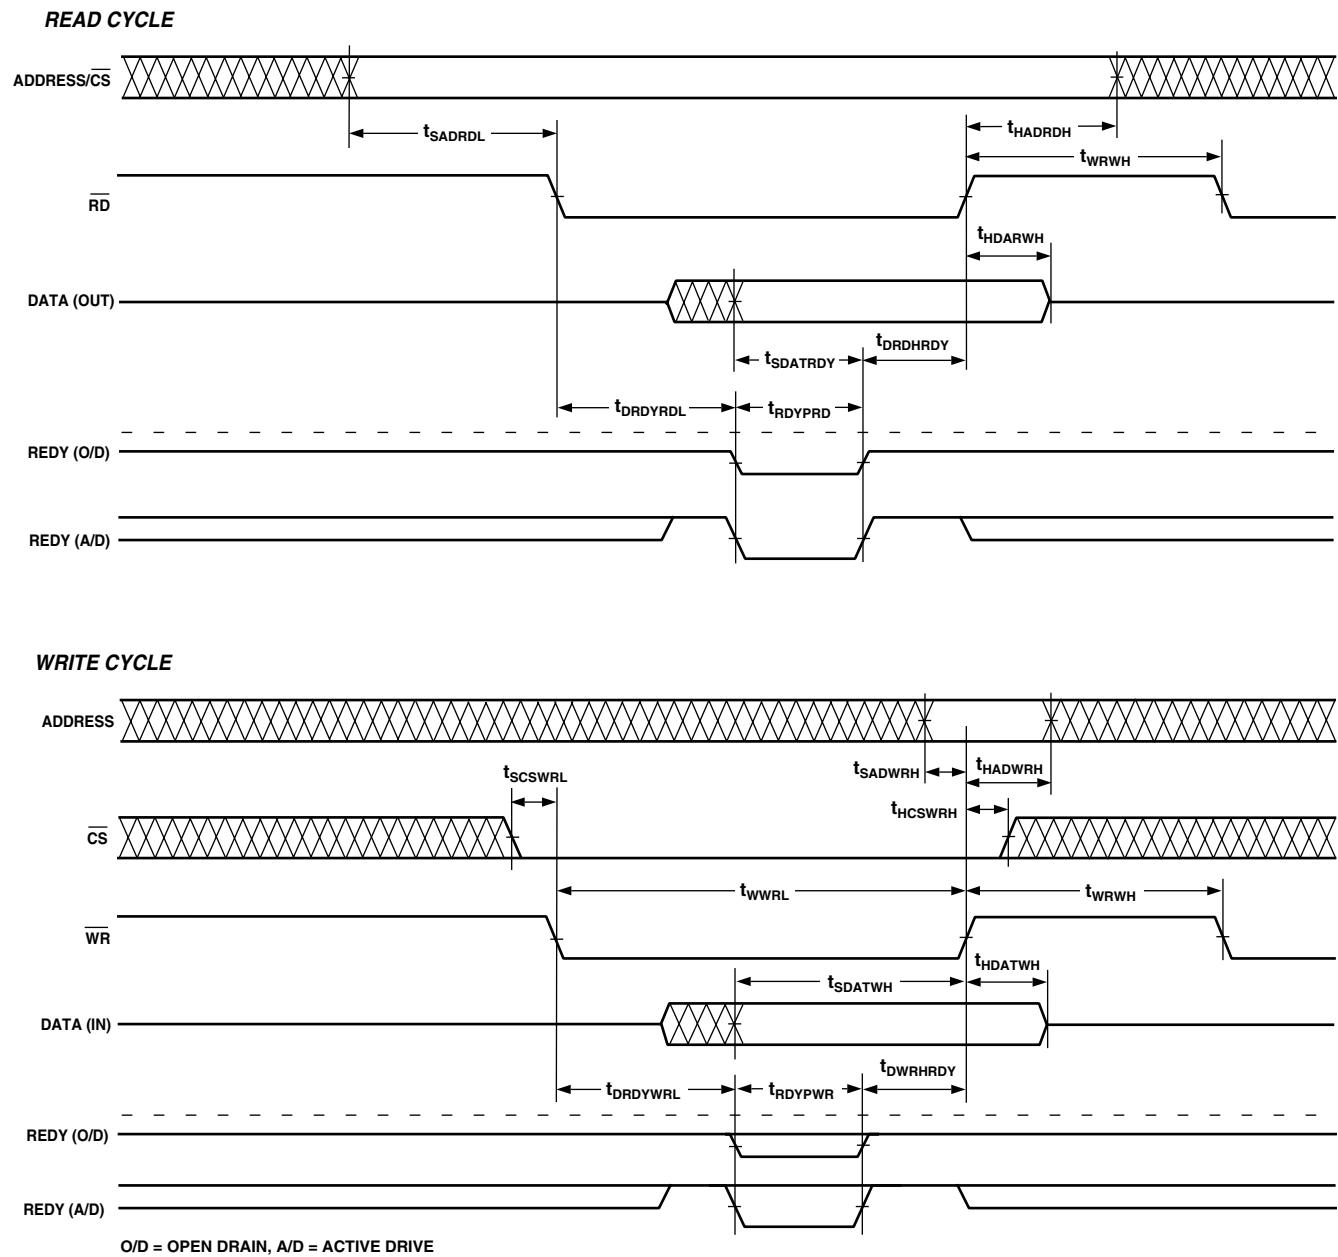 READ CYCLE
ADDRESS/CS
tSADRDL
tHADRDH
tWRWH
RD
tHDARWH
DATA (OUT)
tDRDHRDY
tSDATRDY
tDRDYRDL
tRDYPRD
REDY (O/D)
REDY (A/D)
WRITE CYCLE
ADDRESS
tSCSWRL
tSADWRH
tHADWRH
tHCSWRH
CS
tWWRL
tWRWH
WR
tHDATWH
tSDATWH
DATA (IN)
tDWRHRDY
tDRDYWRL
tRDYPWR
REDY (O/D)
REDY (A/D)
O/D = OPEN DRAIN, A/D = ACTIVE DRIVE